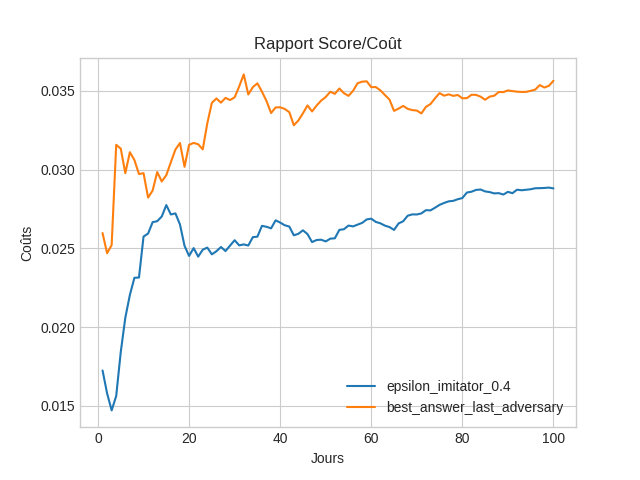 Rapport Score/Coût
Coûts
0.035
0.030
0.025
0.020
0.015
epsilon_imitator_0.4
best_answer_last_adversary
0 20 40 60 80 100
Jours